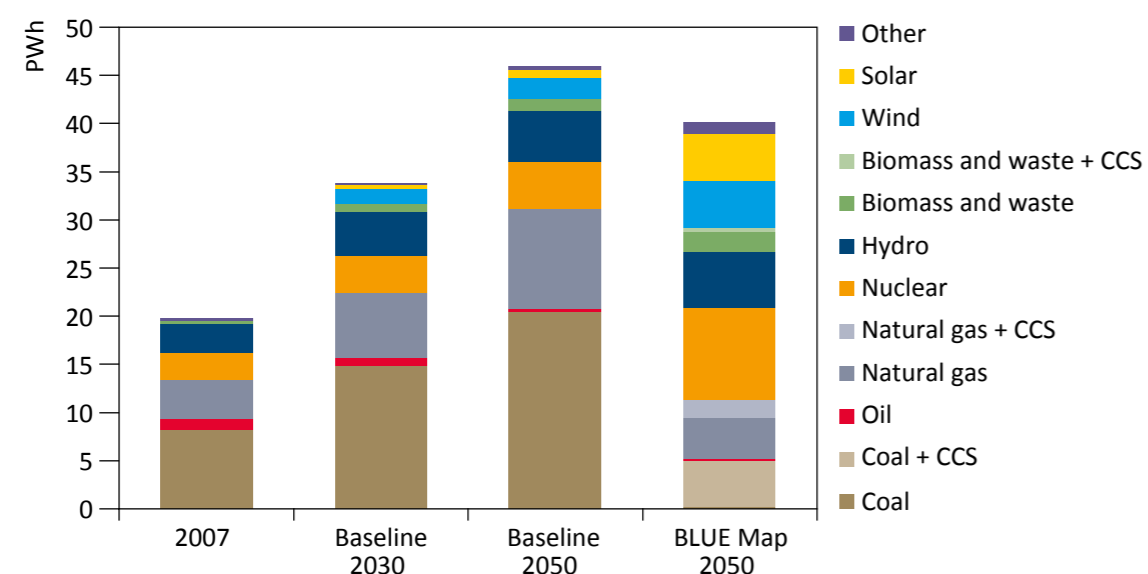 PWh
50
45
40
35
30
25
20
15
10
5
0
2007
Baseline
2030
Baseline
2050
BLUE Map
2050
Other
Solar
Wind
Biomass and waste + CCS
Biomass and waste
Hydro
Nuclear
Natural gas + CCS
Natural gas
Oil
Coal + CCS
Coal